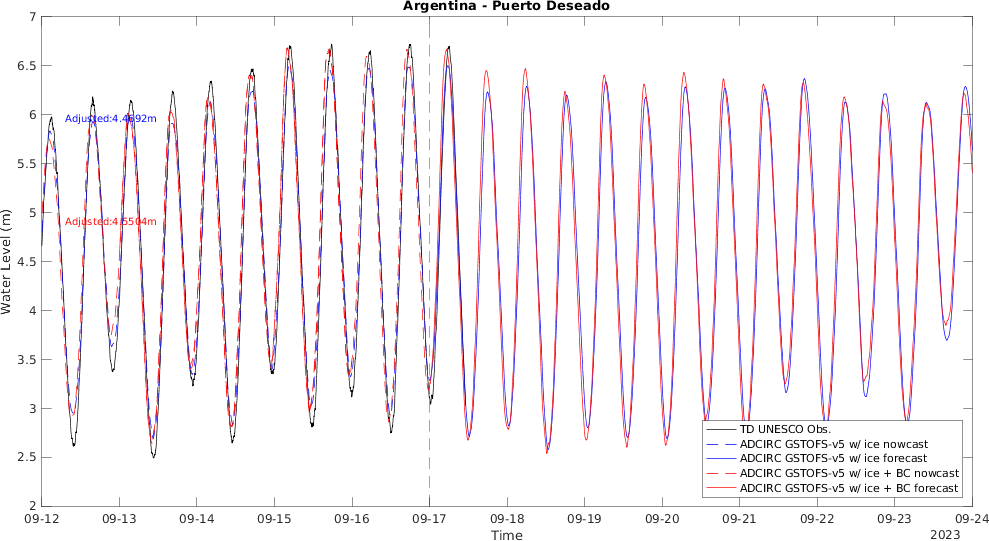 Argentina - Puerto Deseado
7
6.5
6
5.5
5
4.5
4
3.5
3
2.5
2
Water Level (m)
Adjusted:4.4692m
Adjusted:4.5504m
TD UNESCO Obs.
ADCIRC GSTOFS-v5 w/ ice nowcast
ADCIRC GSTOFS-v5 w/ ice forecast
ADCIRC GSTOFS-v5 w/ ice + BC nowcast
ADCIRC GSTOFS-v5 w/ ice + BC forecast
09-12 09-13 09-14 09-15 09-16 09-17 09-18 09-19 09-20 09-21 09-22 09-23 09-24
Time
2023